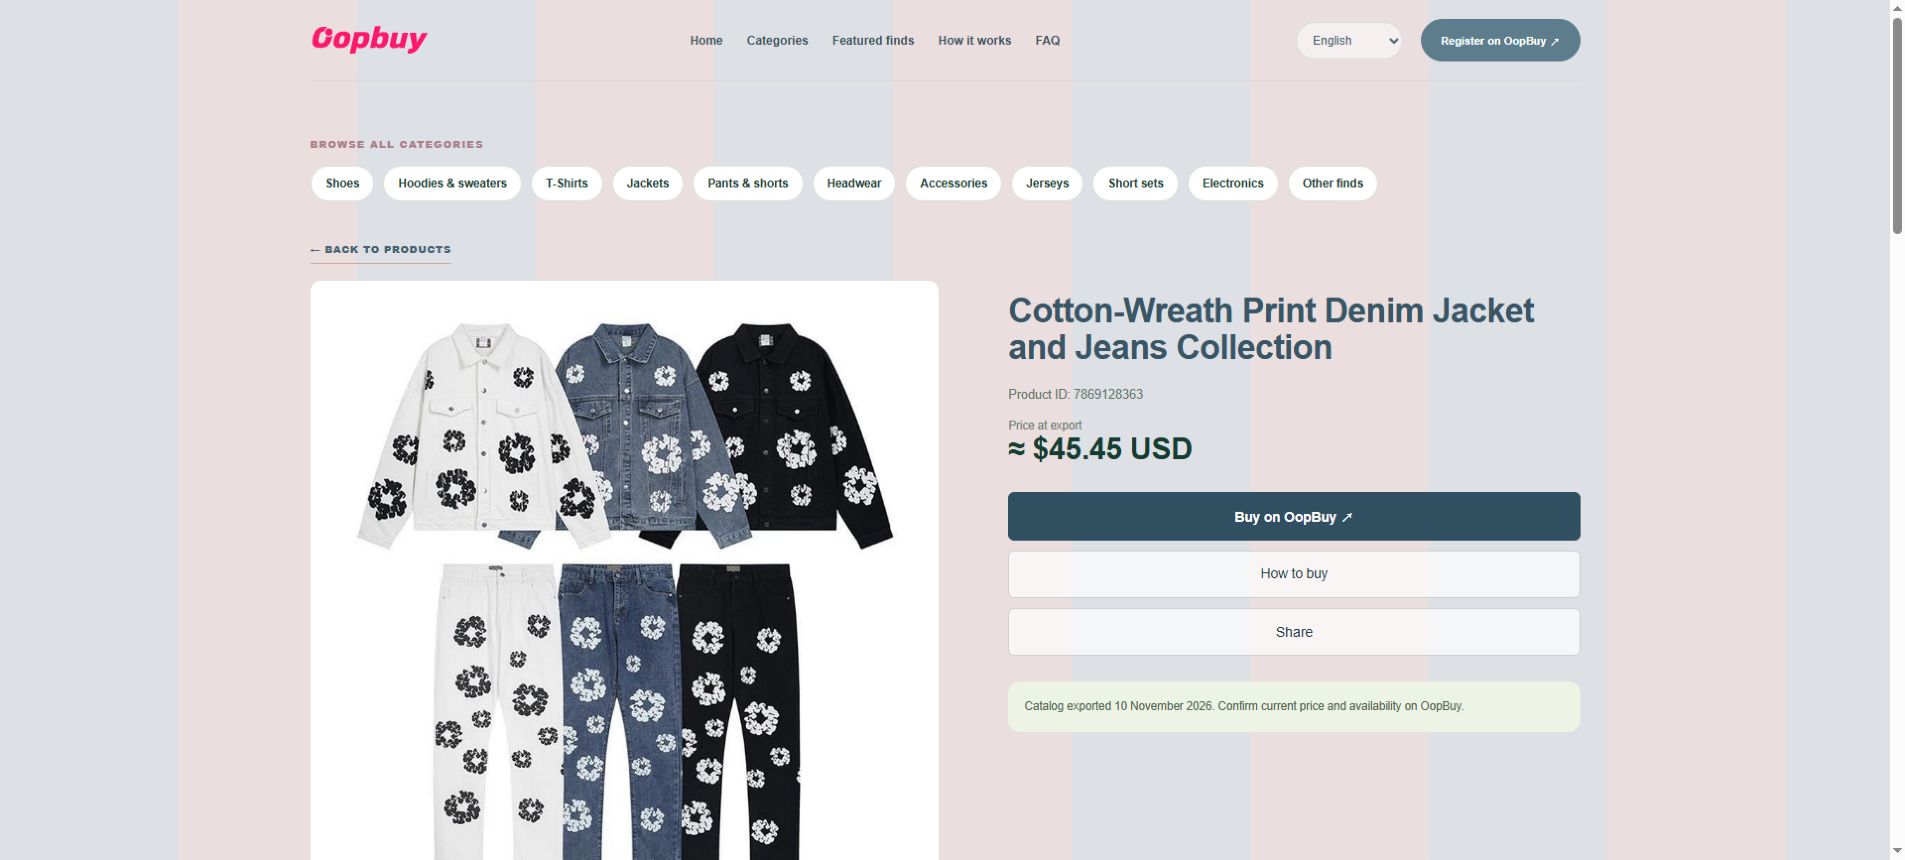 Oopbuy
Home
Categories
Featured finds
How it works
FAQ
English
Register on OopBuy ↗
BROWSE ALL CATEGORIES
Shoes
Hoodies & sweaters
T-Shirts
Jackets
Pants & shorts
Headwear
Accessories
Jerseys
Short sets
Electronics
Other finds
← BACK TO PRODUCTS
Cotton-Wreath Print Denim Jacket
and Jeans Collection
Product ID: 7869128363
Price at export
≈ $45.45 USD
Buy on OopBuy ↗
How to buy
Share
Catalog exported 10 November 2026. Confirm current price and availability on OopBuy.